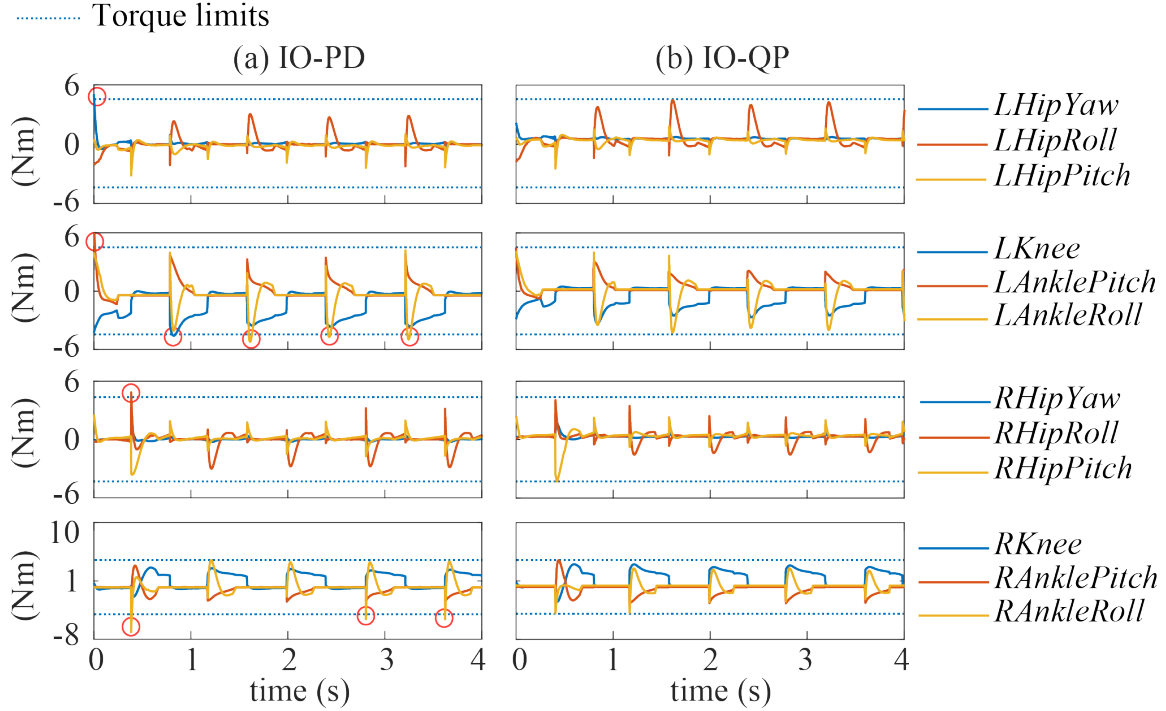 Torque limits
(a) IO-PD
(b) IO-QP
6
0
-6
(Nm)
LHipYaw
LHipRoll
LHipPitch
6
0
-6
(Nm)
LKnee
LAnklePitch
LAnkleRoll
6
0
-6
(Nm)
RHipYaw
RHipRoll
RHipPitch
10
1
-8
(Nm)
RKnee
RAnklePitch
RAnkleRoll
0 1 2 3 4
0 1 2 3 4
time (s)
time (s)